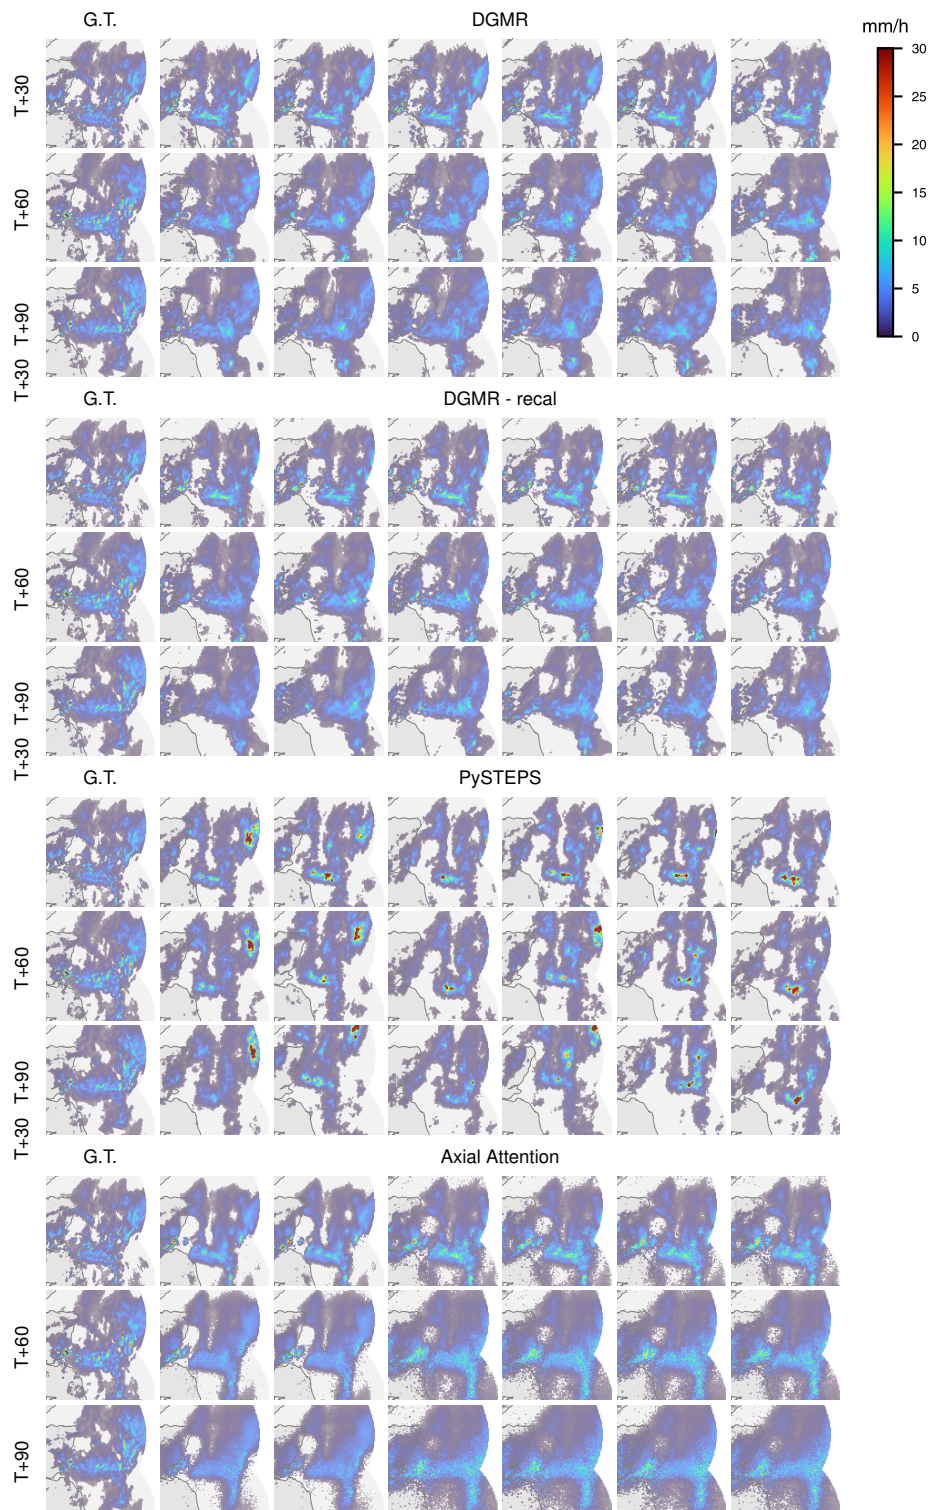 G.T. DGMR
mm/h
30
25
20
15
10
5
0
T+30
T+60
T+90
T+30
G.T. DGMR - recal
T+60
T+90
T+30
G.T. PySTEPS
T+60
T+90
T+30
G.T. Axial Attention
T+60
T+90